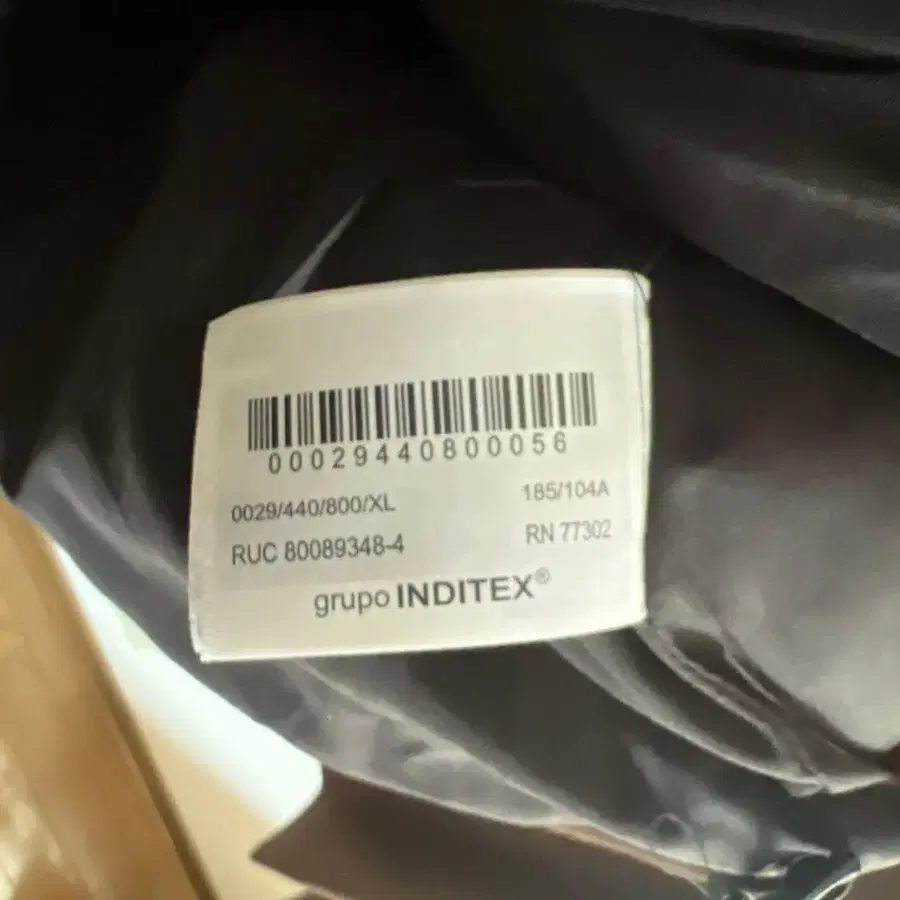 00029440800056
0029/440/800/XL 185/104A
RUC 80089348-4 RN 77302
grupo INDITEX®